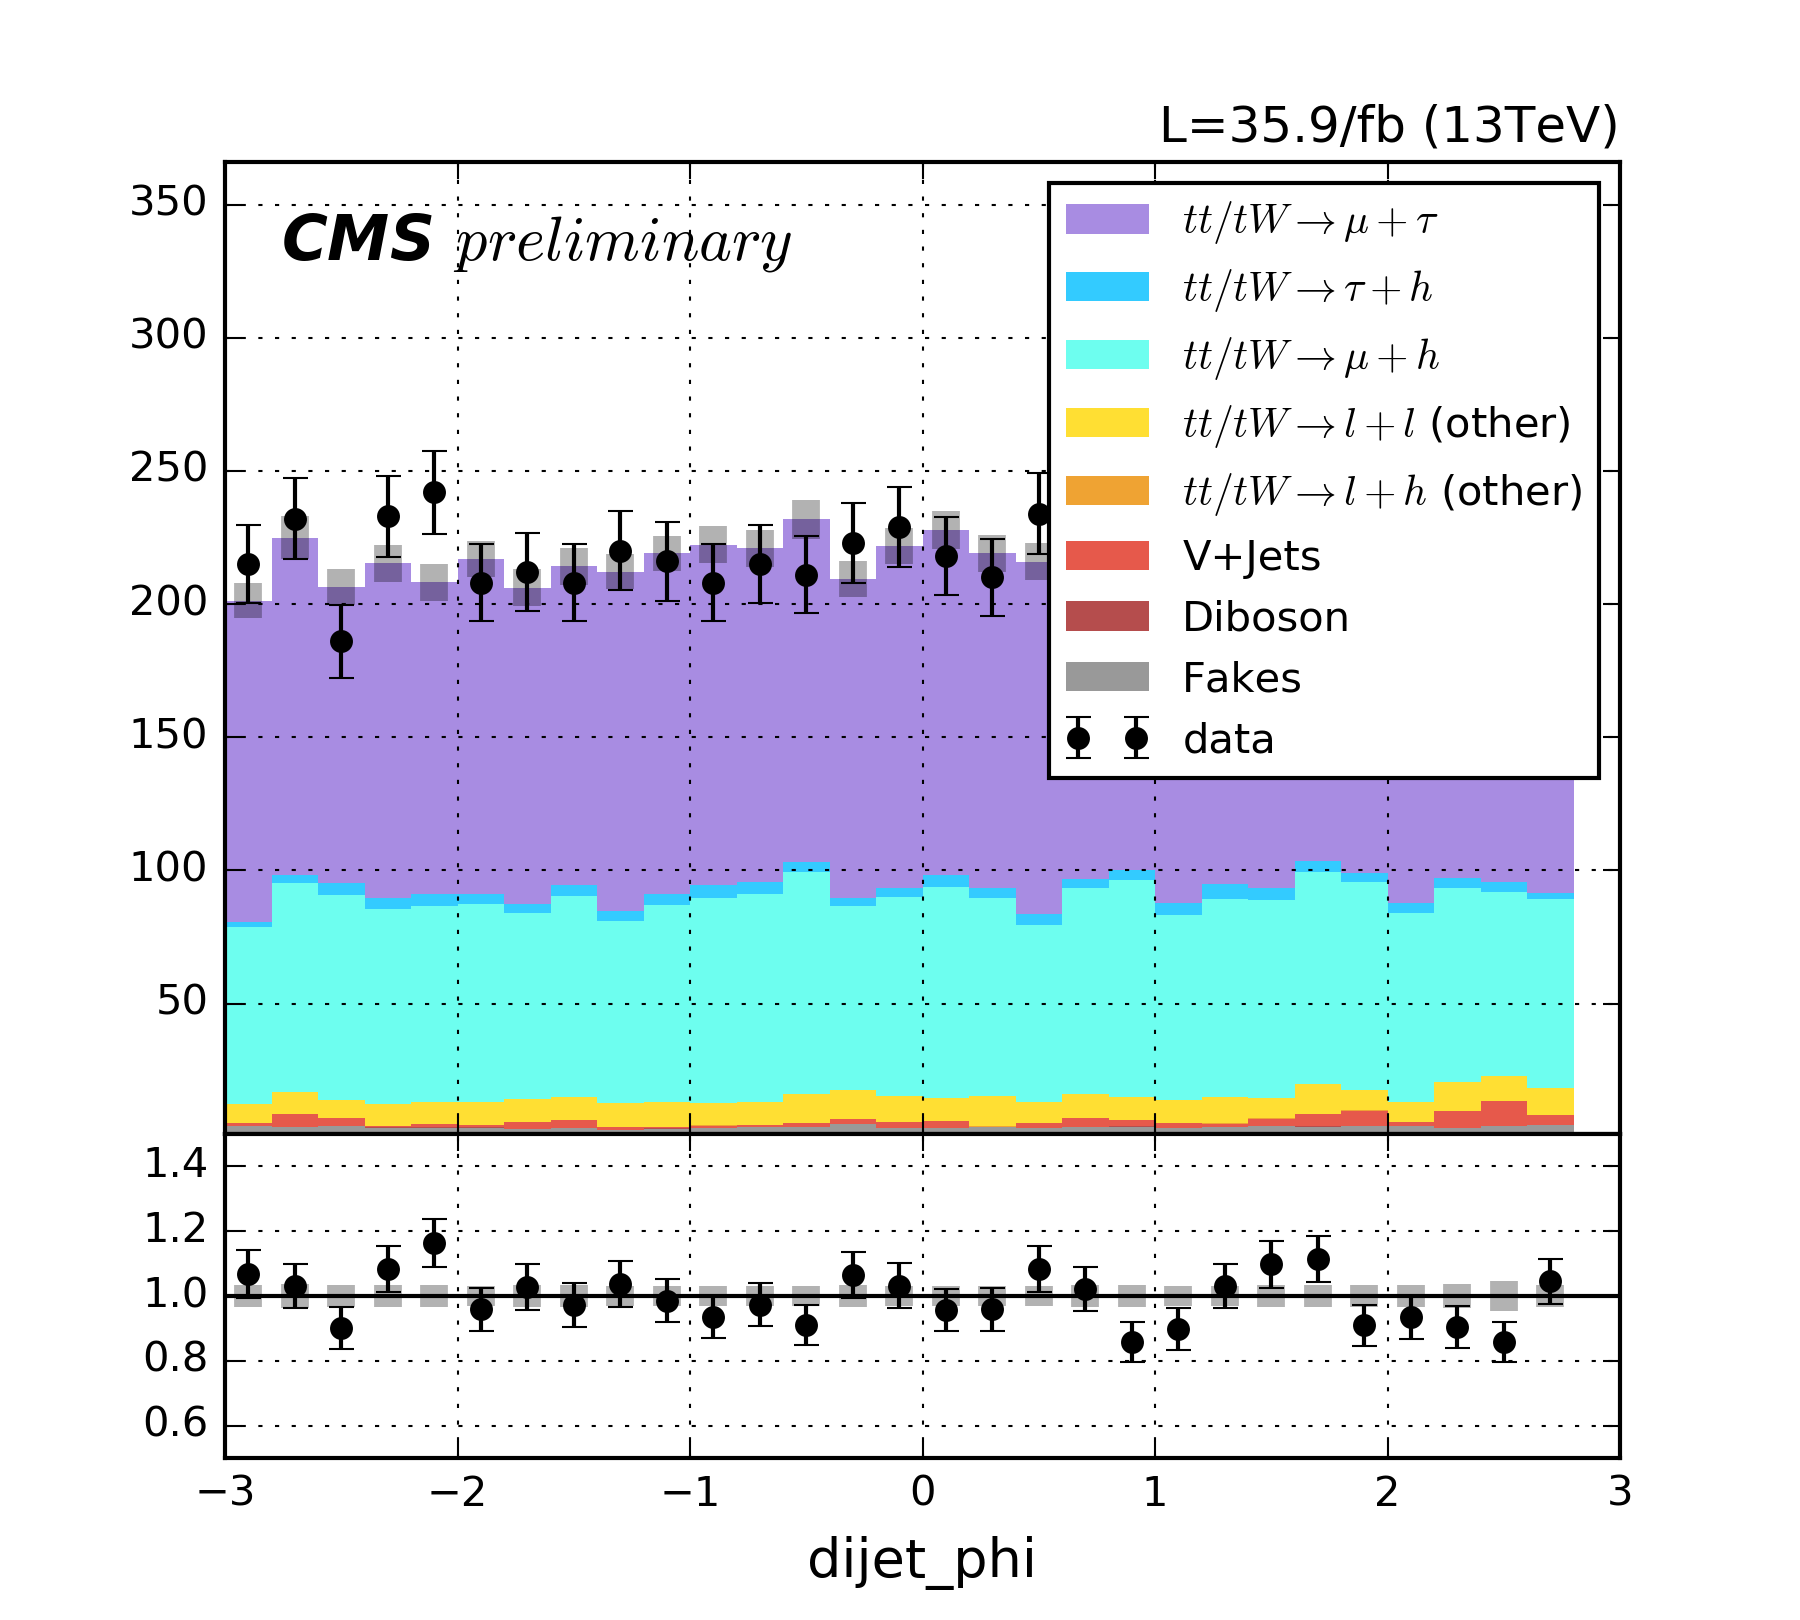 L=35.9/fb (13TeV)
CMS preliminary
350
300
250
200
150
100
50
tt/tW → μ + τ
tt/tW → τ + h
tt/tW → μ + h
tt/tW → l + l (other)
tt/tW → l + h (other)
V+Jets
Diboson
Fakes
data
1.4
1.2
1.0
0.8
0.6
−3 −2 −1 0 1 2 3
dijet_phi